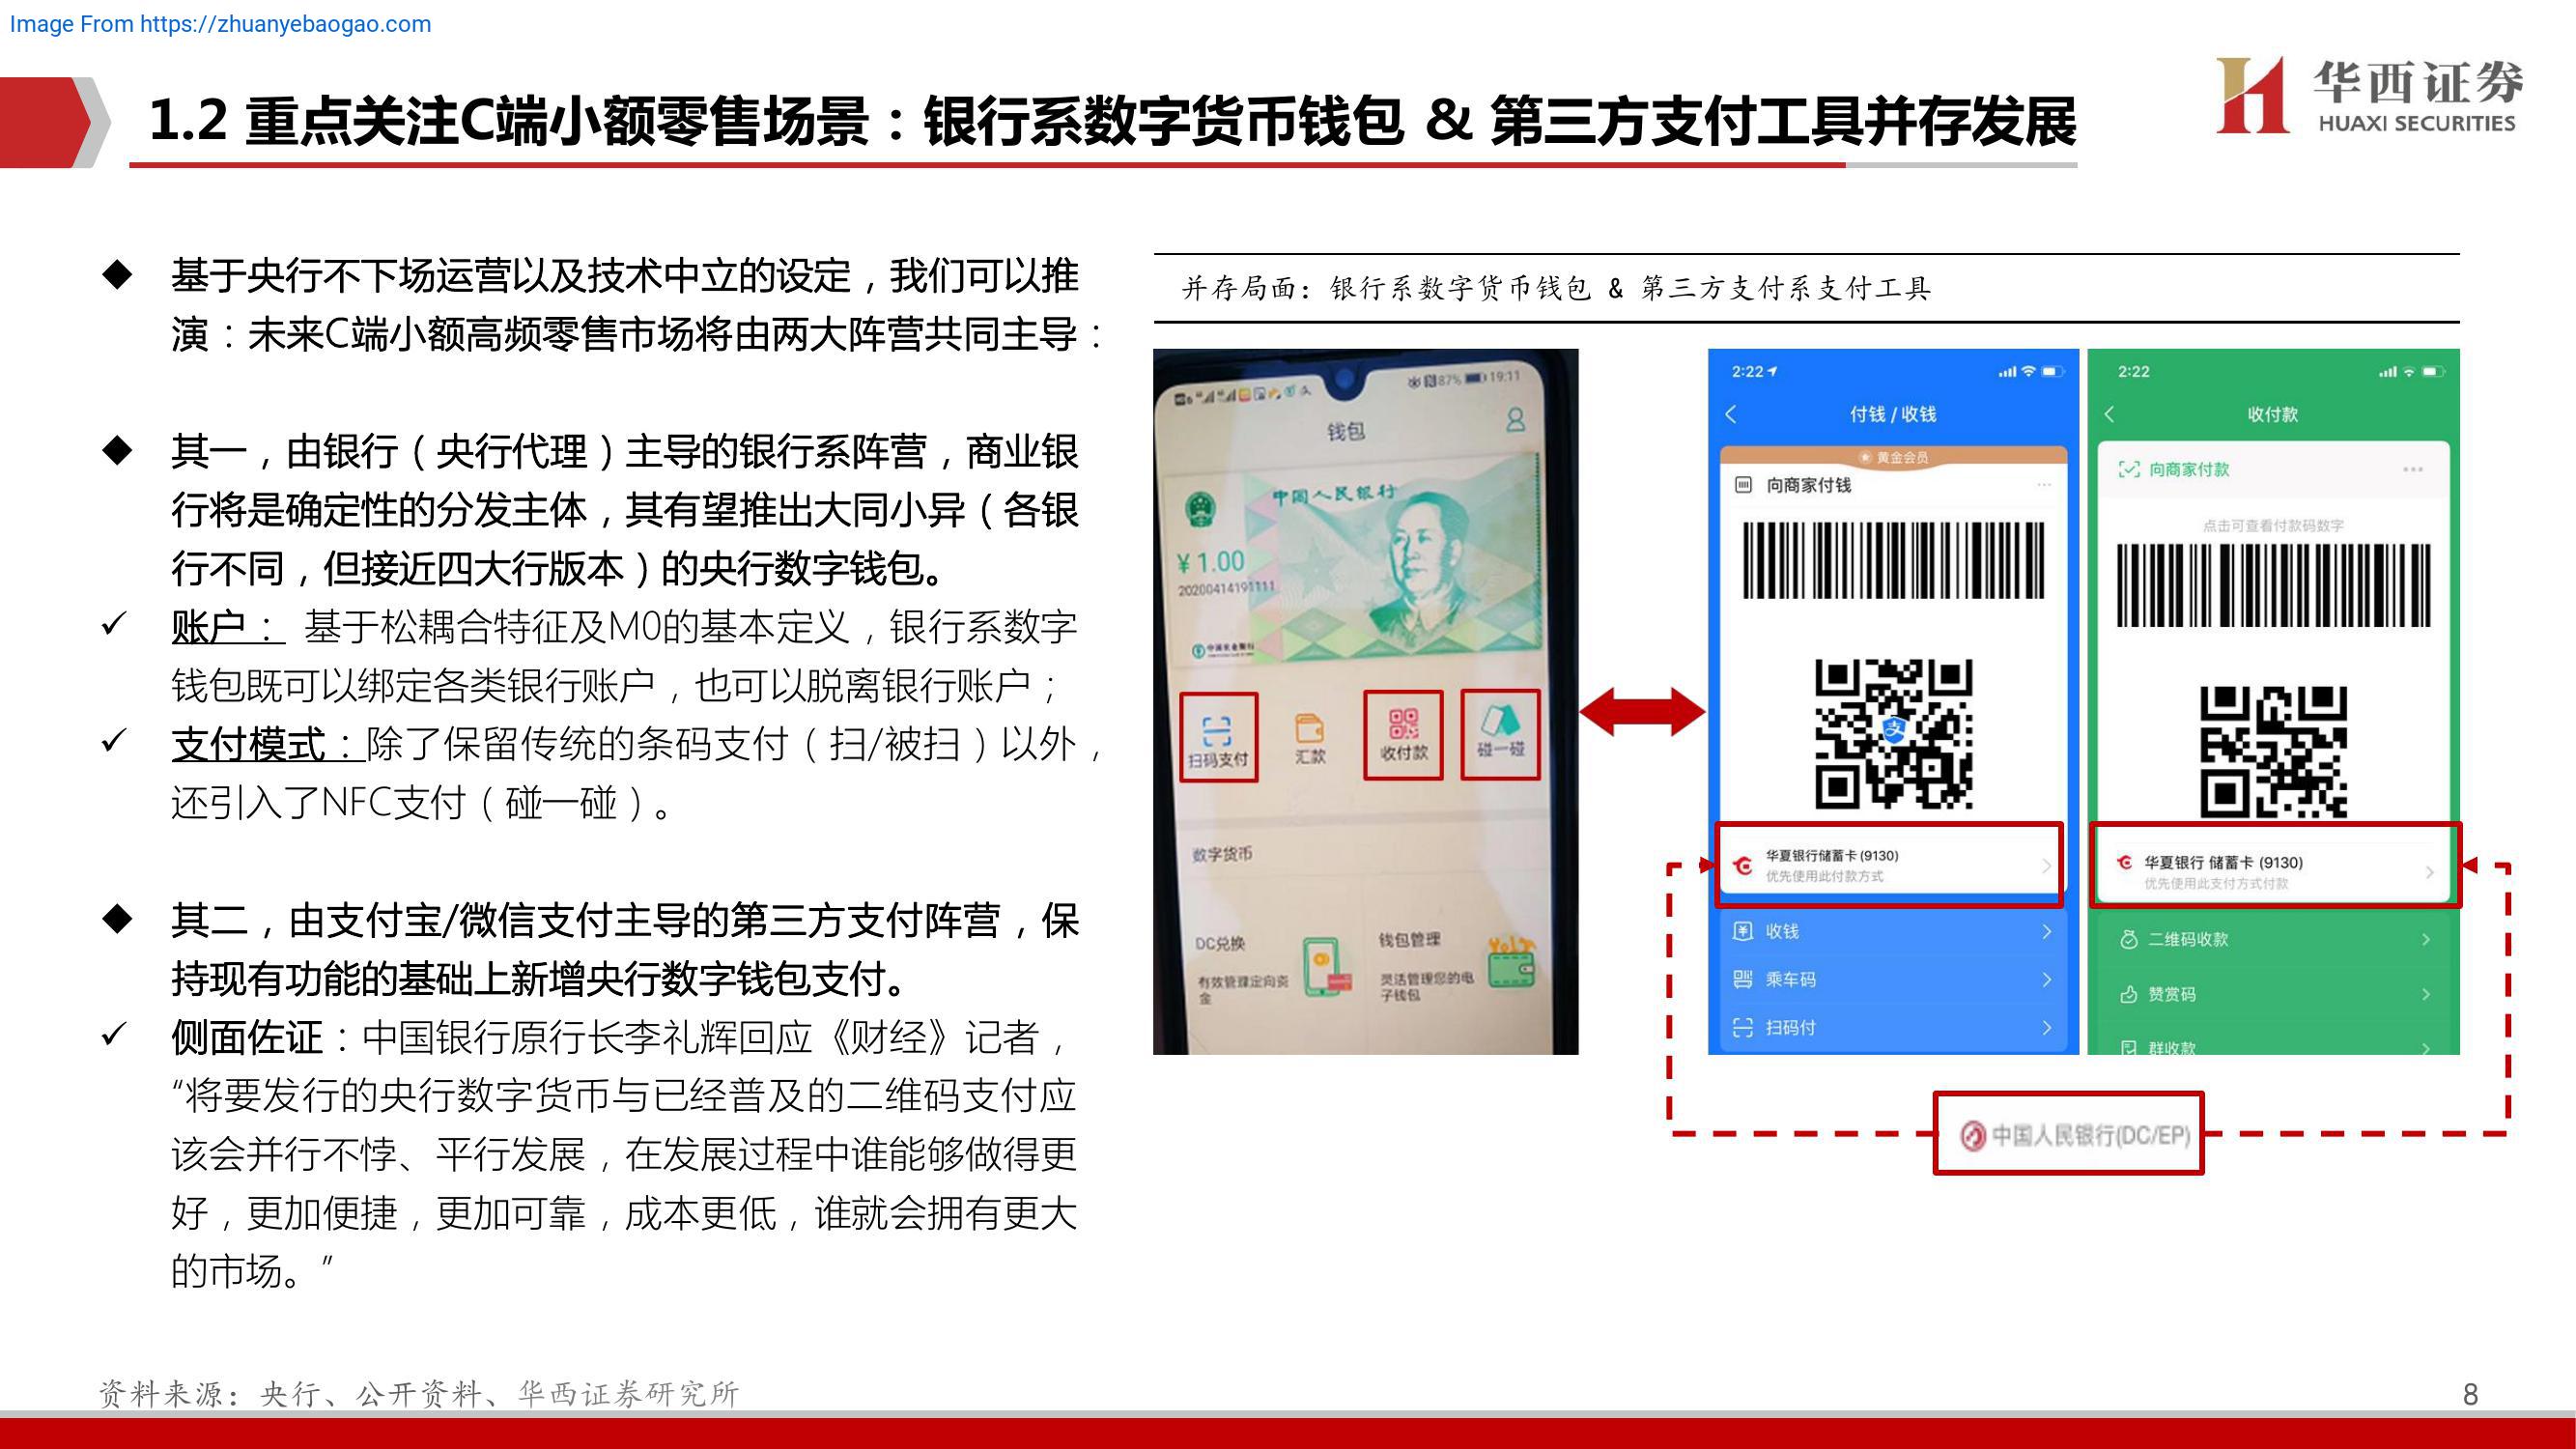 Image From https://zhuanyebaogao.com
1.2 重点关注C端小额零售场景：银行系数字货币钱包 & 第三方支付工具并存发展
华西证券
HUAXI SECURITIES
基于央行不下场运营以及技术中立的设定，我们可以推
演：未来C端小额高频零售市场将由两大阵营共同主导：
其一，由银行（央行代理）主导的银行系阵营，商业银
行将是确定性的分发主体，其有望推出大同小异（各银
行不同，但接近四大行版本）的央行数字钱包。
账户： 基于松耦合特征及M0的基本定义，银行系数字
钱包既可以绑定各类银行账户，也可以脱离银行账户；
支付模式：除了保留传统的条码支付（扫/被扫）以外，
还引入了NFC支付（碰一碰）。
其二，由支付宝/微信支付主导的第三方支付阵营，保
持现有功能的基础上新增央行数字钱包支付。
侧面佐证：中国银行原行长李礼辉回应《财经》记者，
“将要发行的央行数字货币与已经普及的二维码支付应
该会并行不悖、平行发展，在发展过程中谁能够做得更
好，更加便捷，更加可靠，成本更低，谁就会拥有更大
的市场。”
并存局面：银行系数字货币钱包 & 第三方支付系支付工具
87% 19:11
钱包
中国人民银行
¥ 1.00
20200414191111
中国农业银行
扫码支付
汇款
收付款
碰一碰
数字货币
DC兑换
有效管理定向资
金
钱包管理
灵活管理您的电
子钱包
2:22
付钱 / 收钱
黄金会员
向商家付钱
支
华夏银行储蓄卡 (9130)
优先使用此付款方式
收钱
乘车码
扫码付
2:22
收付款
向商家付款
点击可查看付款码数字
华夏银行 储蓄卡 (9130)
优先使用此支付方式付款
二维码收款
赞赏码
群收款
中国人民银行(DC/EP)
资料来源：央行、公开资料、华西证券研究所
8